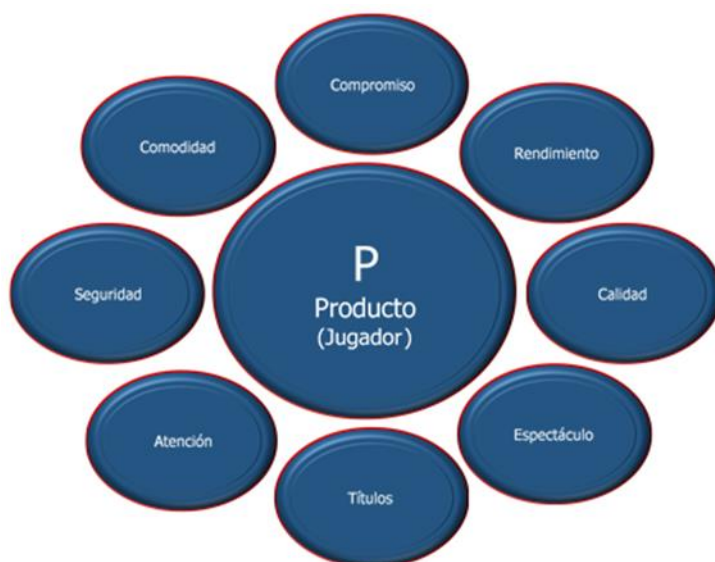 Compromiso
Comodidad
Rendimiento
P
Producto
(Jugador)
Seguridad
Calidad
Atención
Espectáculo
Títulos